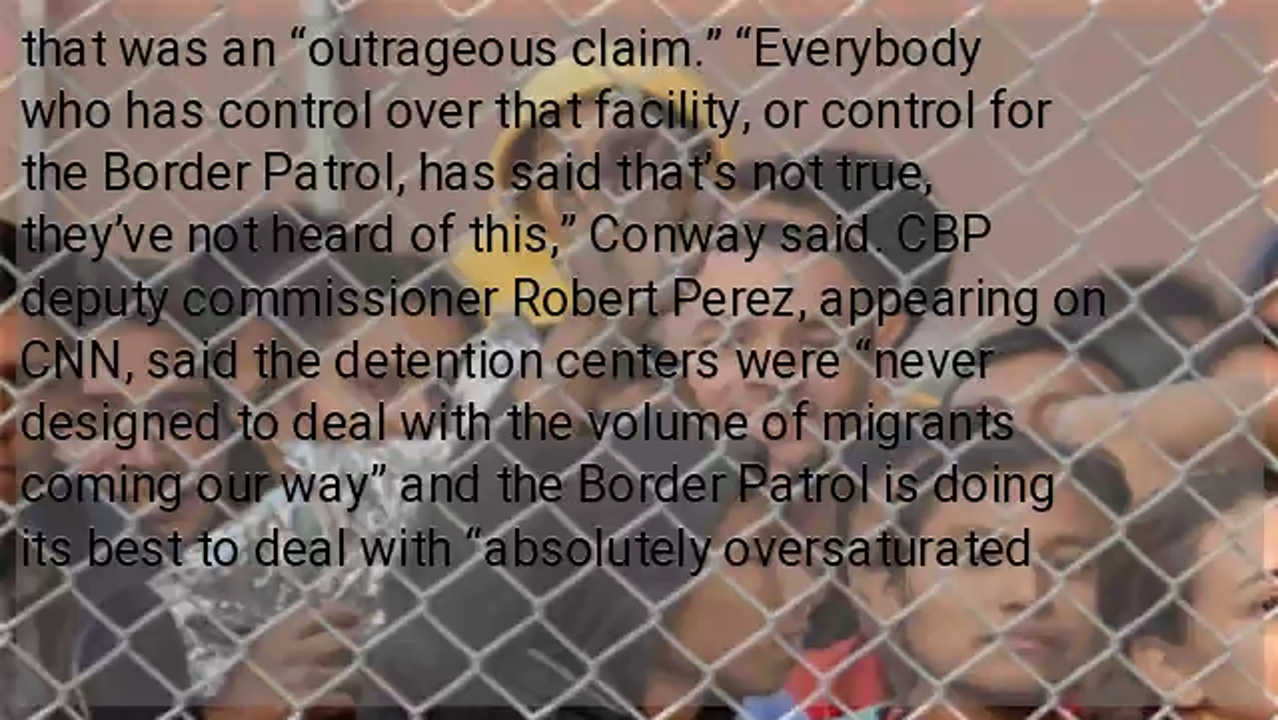 that was an “outrageous claim.” “Everybody
who has control over that facility, or control for
the Border Patrol, has said that’s not true,
they’ve not heard of this,” Conway said. CBP
deputy commissioner Robert Perez, appearing on
CNN, said the detention centers were “never
designed to deal with the volume of migrants
coming our way” and the Border Patrol is doing
its best to deal with “absolutely oversaturated